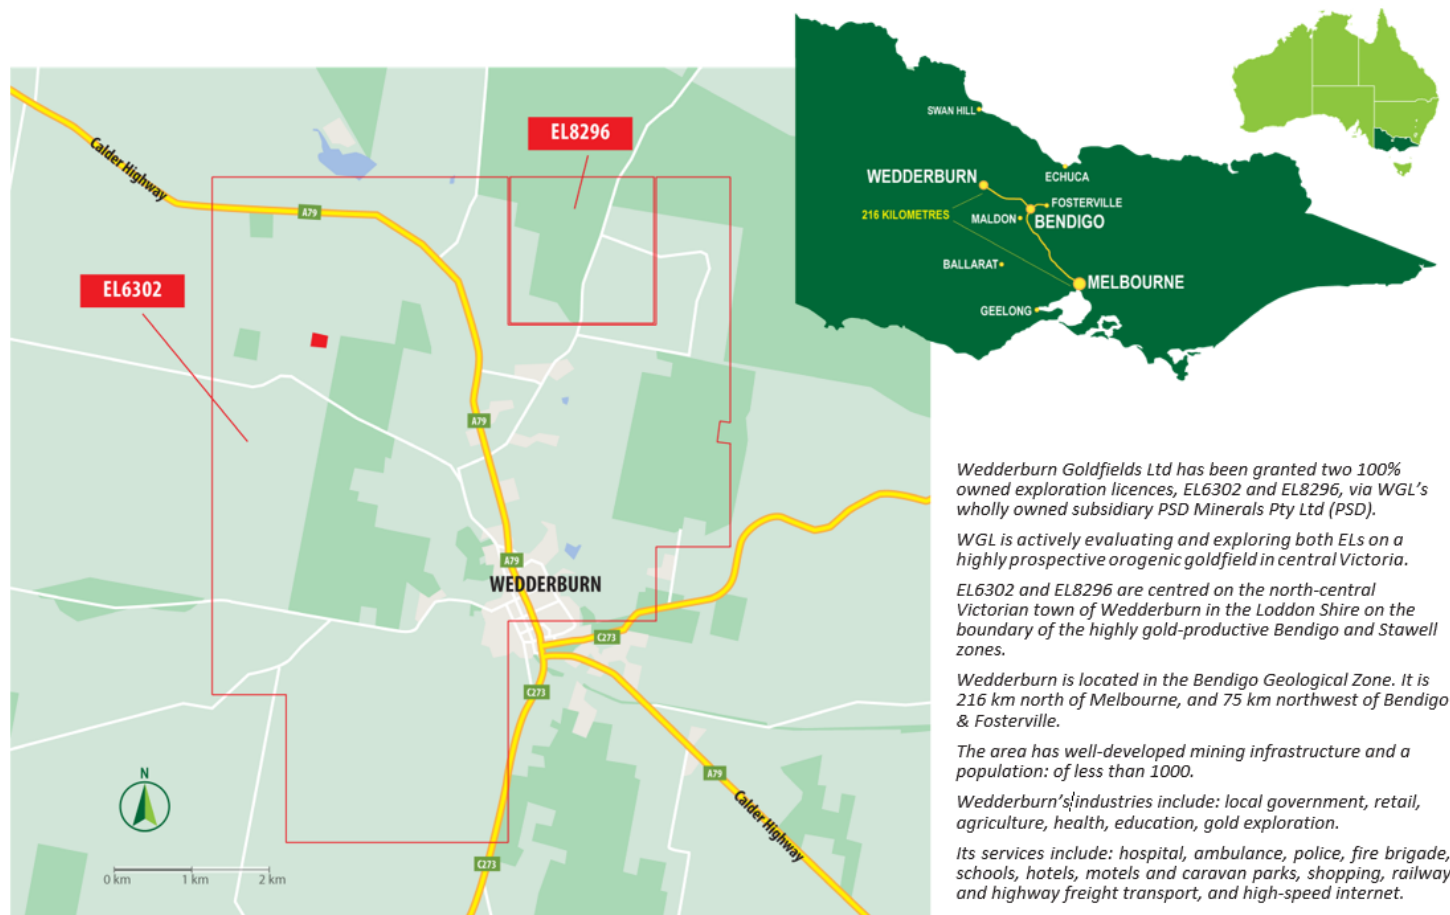 SWAN HILL
EL8296
Calder Highway
WEDDERBURN
ECHUCA
FOSTERVILLE
A79
216 KILOMETRES
MALDON
BENDIGO
BALLARAT
EL6302
MELBOURNE
GEELONG
A79
Wedderburn Goldfields Ltd has been granted two 100%
owned exploration licences, EL6302 and EL8296, via WGL's
wholly owned subsidiary PSD Minerals Pty Ltd (PSD).
WGL is actively evaluating and exploring both ELs on a
highly prospective orogenic goldfield in central Victoria.
EL6302 and EL8296 are centred on the north-central
Victorian town of Wedderburn in the Loddon Shire on the
boundary of the highly gold-productive Bendigo and Stawell
zones.
Wedderburn is located in the Bendigo Geological Zone. It is
216 km north of Melbourne, and 75 km northwest of Bendigo
& Fosterville.
The area has well-developed mining infrastructure and a
population: of less than 1000.
Wedderburn's industries include: local government, retail,
agriculture, health, education, gold exploration.
Its services include: hospital, ambulance, police, fire brigade,
schools, hotels, motels and caravan parks, shopping, railway
and highway freight transport, and high-speed internet.
A79
WEDDERBURN
C273
C273
A79
Calder Highway
C273
N
0 km 1 km 2 km